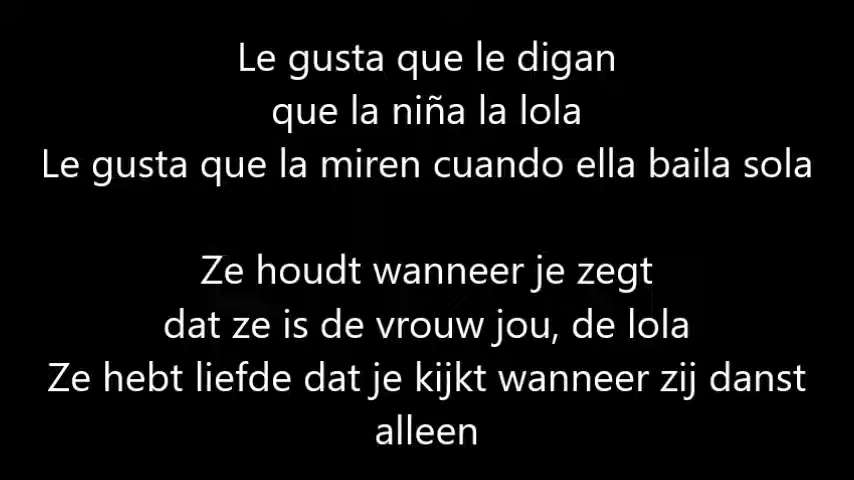 Le gusta que le digan
que la niña la lola
Le gusta que la miren cuando ella baila sola
Ze houdt wanneer je zegt
dat ze is de vrouw jou, de lola
Ze hebt liefde dat je kijkt wanneer zij danst
alleen